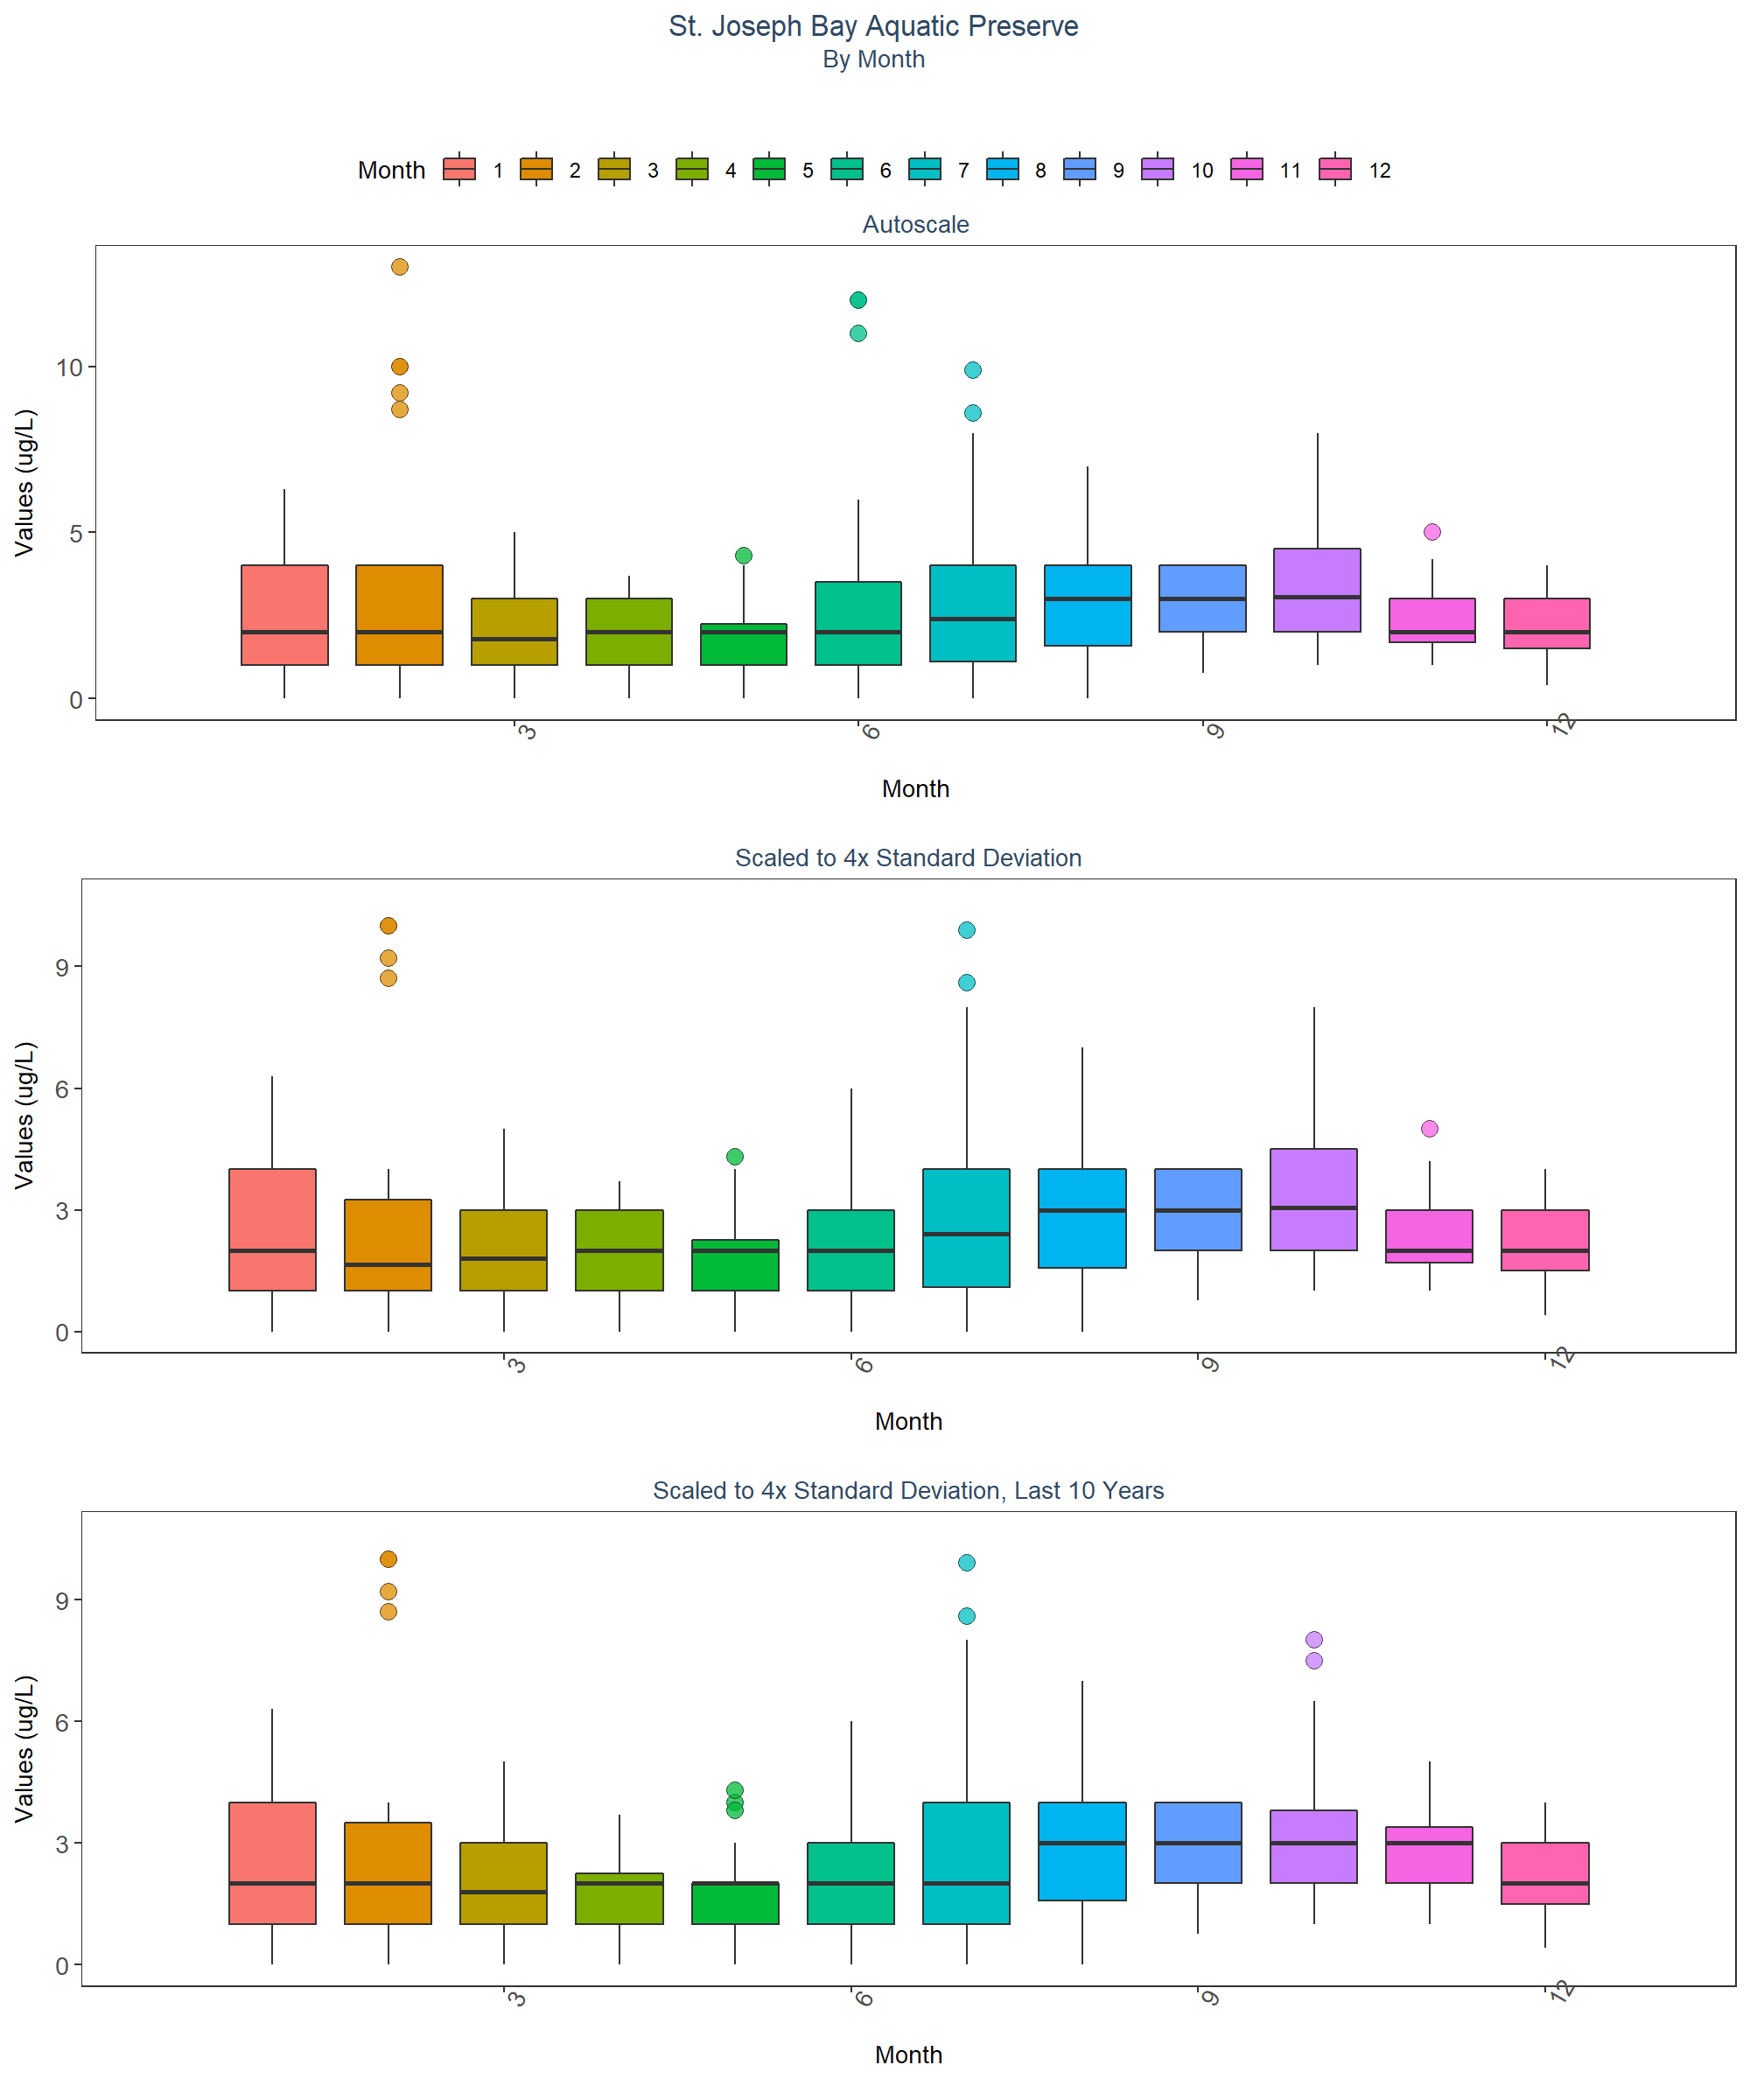 St. Joseph Bay Aquatic Preserve
By Month
Month 1 2 3 4 5 6 7 8 9 10 11 12
Autoscale
Values (ug/L)
10
5
0
3 6 9 12
Month
Scaled to 4x Standard Deviation
Values (ug/L)
9
6
3
0
3 6 9 12
Month
Scaled to 4x Standard Deviation, Last 10 Years
Values (ug/L)
9
6
3
0
3 6 9 12
Month